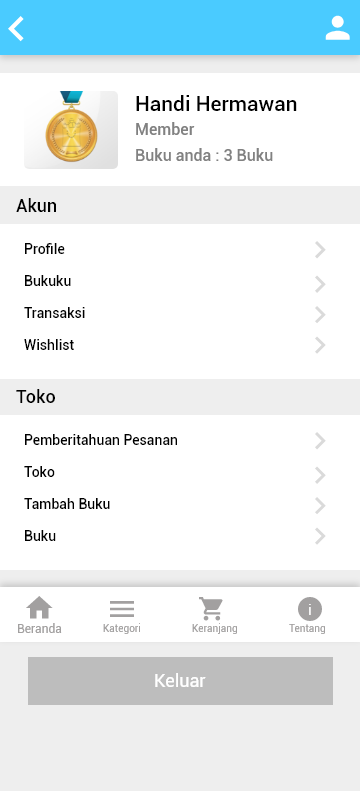 Handi Hermawan
Member
Buku anda : 3 Buku
Akun
Profile
Bukuku
Transaksi
Wishlist
Toko
Pemberitahuan Pesanan
Toko
Tambah Buku
Buku
Beranda Kategori Keranjang Tentang
Keluar